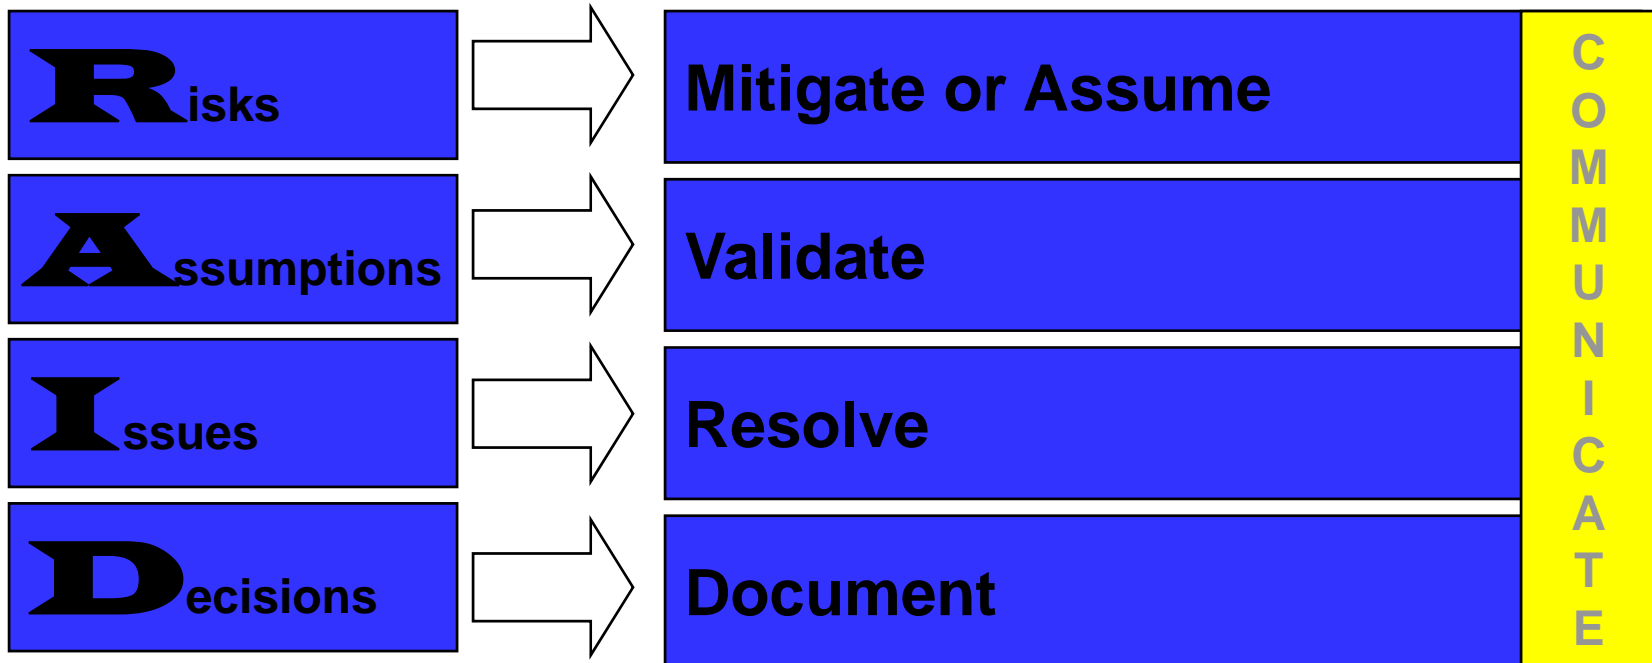 Risks
Mitigate or Assume
Assumptions
Validate
Issues
Resolve
Decisions
Document
COMMUNICATE